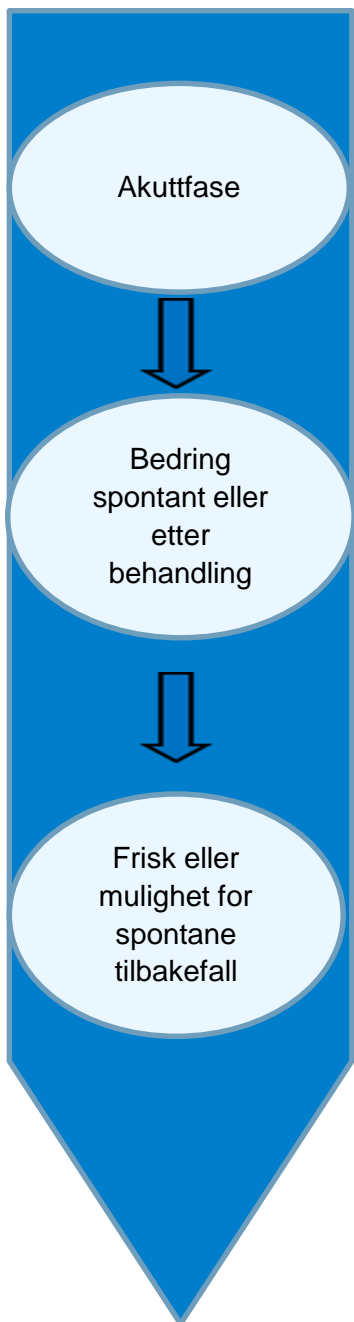 Akuttfase
Bedring
spontant eller
etter
behandling
Frisk eller
mulighet for
spontane
tilbakefall